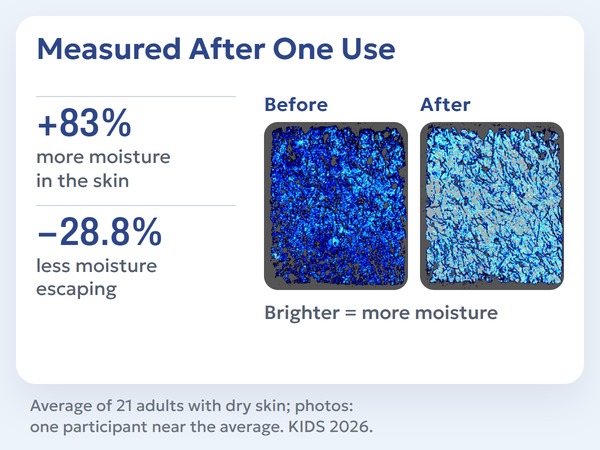 Measured After One Use
+83%
more moisture
in the skin
−28.8%
less moisture
escaping
Before
After
Brighter = more moisture
Average of 21 adults with dry skin; photos:
one participant near the average. KIDS 2026.